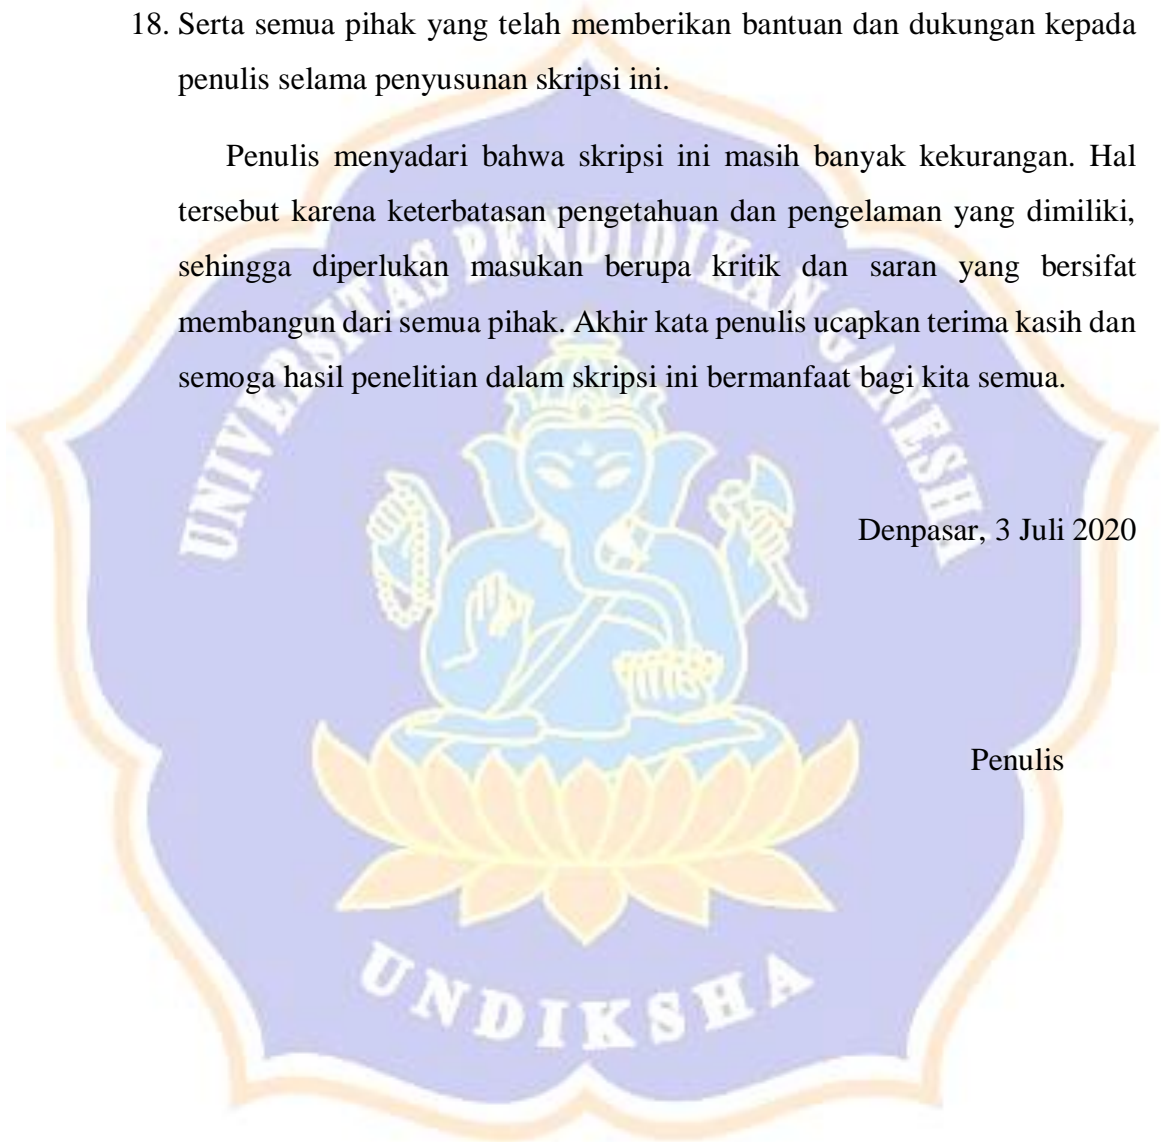 18. Serta semua pihak yang telah memberikan bantuan dan dukungan kepada
penulis selama penyusunan skripsi ini.
Penulis menyadari bahwa skripsi ini masih banyak kekurangan. Hal
tersebut karena keterbatasan pengetahuan dan pengelaman yang dimiliki,
sehingga diperlukan masukan berupa kritik dan saran yang bersifat
membangun dari semua pihak. Akhir kata penulis ucapkan terima kasih dan
semoga hasil penelitian dalam skripsi ini bermanfaat bagi kita semua.
Denpasar, 3 Juli 2020
Penulis
UNIVERSITAS PENDIDIKAN GANESHA
UNDIKSHA